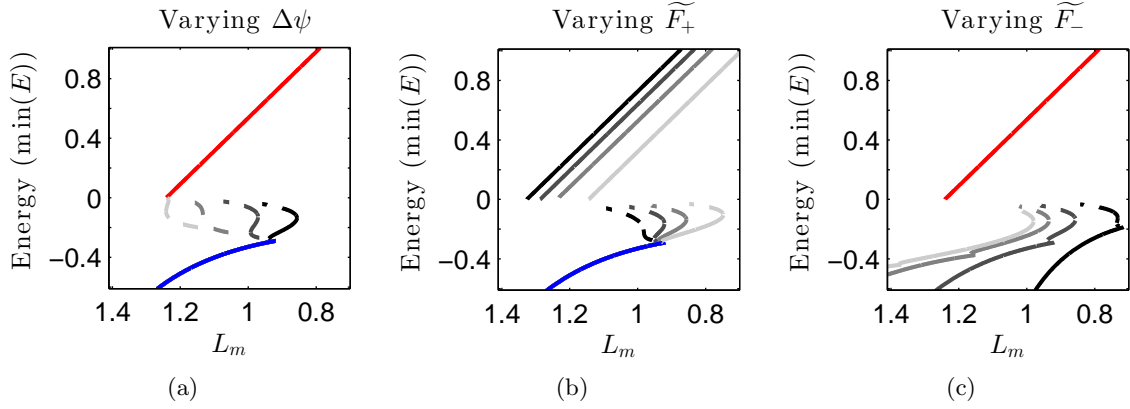 Varying Δψ
Varying F̃₊
Varying F̃₋
Energy (min(E))
0.8
0.4
0
−0.4
1.4 1.2 1 0.8
L_m
(a)
Energy (min(E))
0.8
0.4
0
−0.4
1.4 1.2 1 0.8
L_m
(b)
Energy (min(E))
0.8
0.4
0
−0.4
1.4 1.2 1 0.8
L_m
(c)